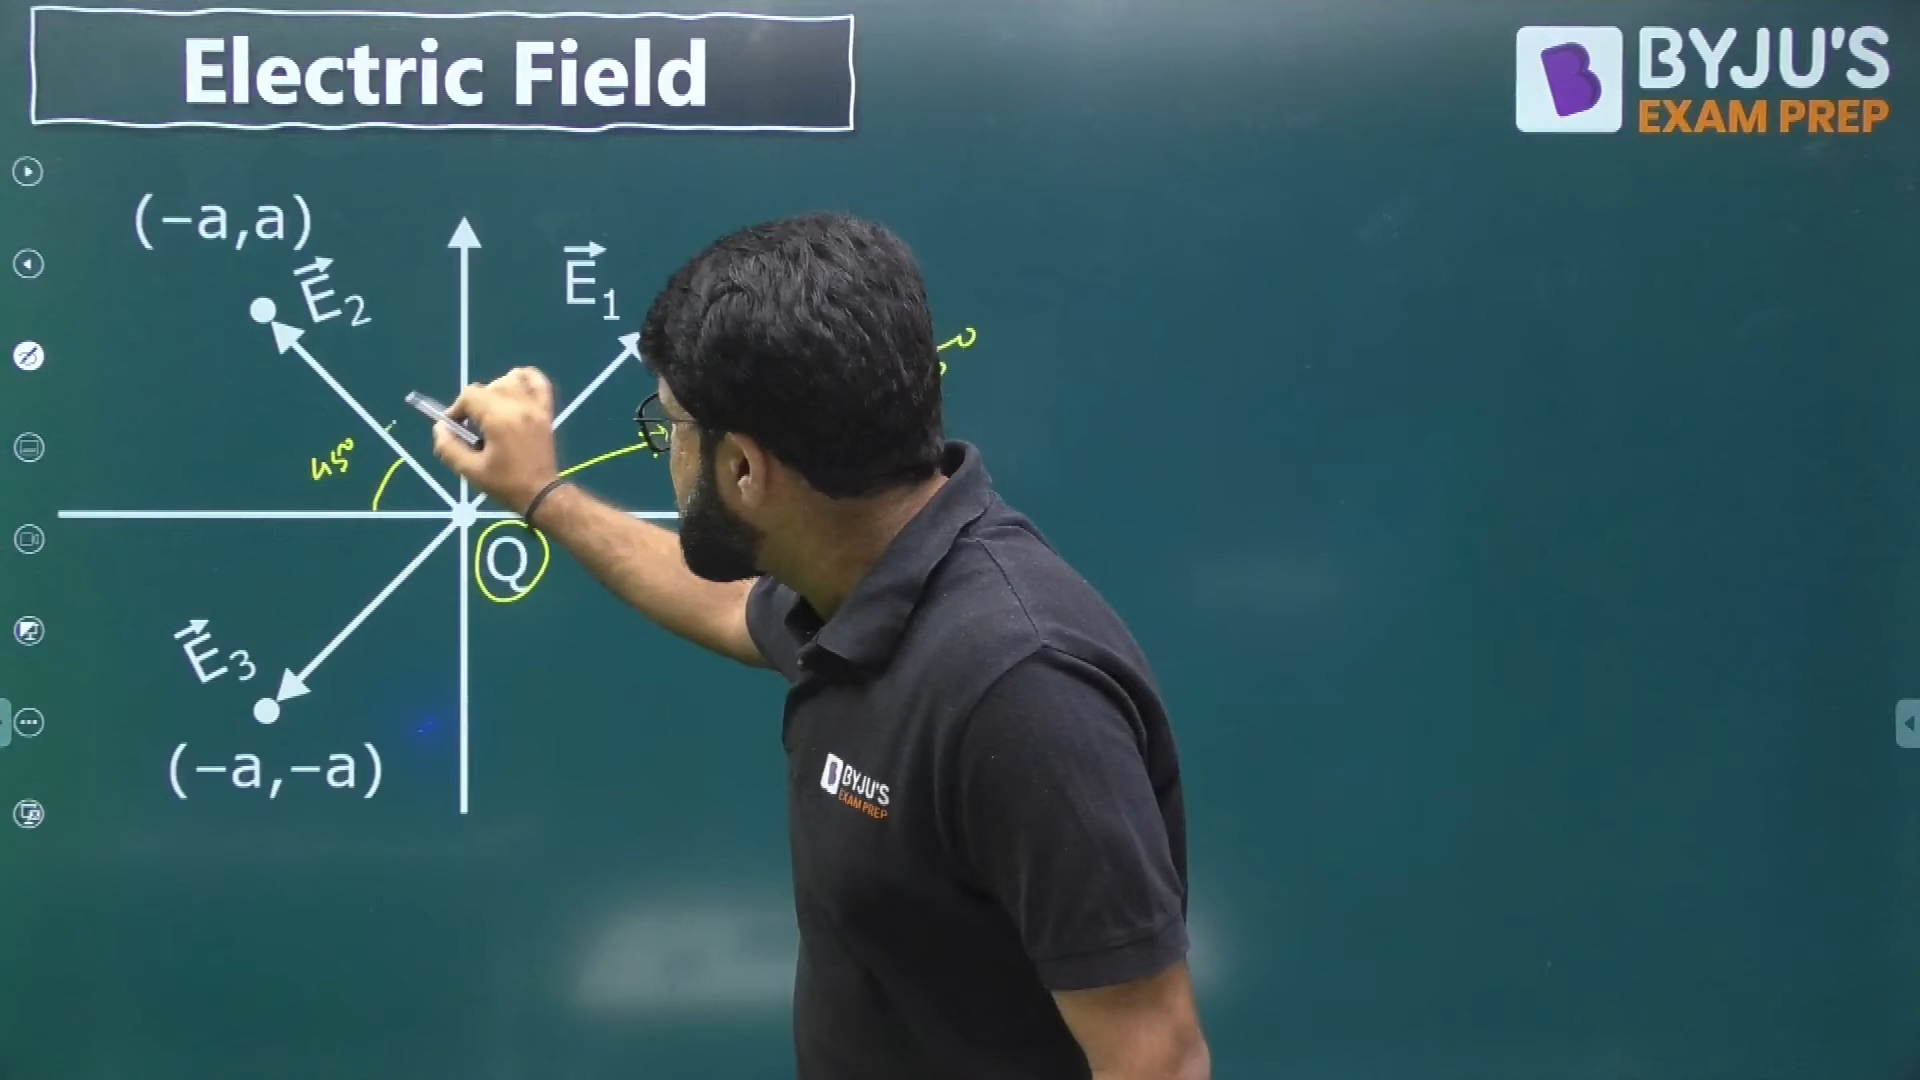 Electric Field
BYJU'S
EXAM PREP
(−a,a)
E⃗₂
E⃗₁
45°
Q
E⃗₃
(−a,−a)
BYJU'S
EXAM PREP